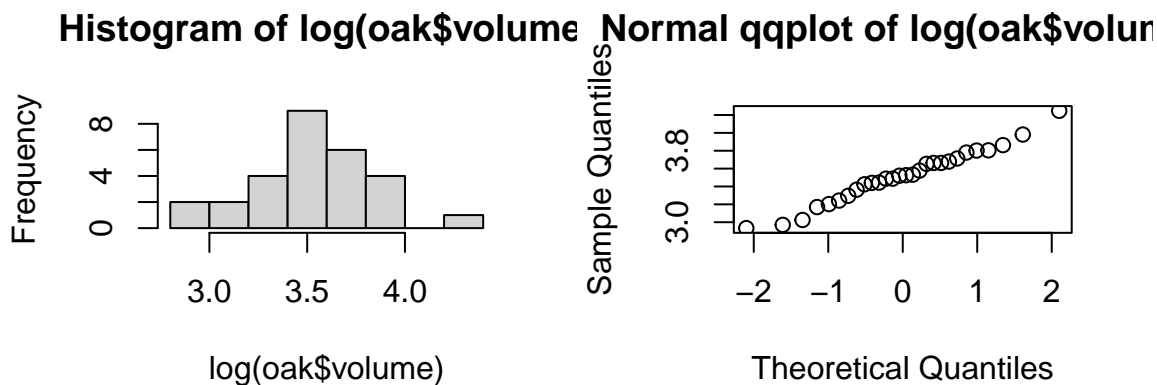 Histogram of log(oak$volume
Frequency
0
4
8
3.0
3.5
4.0
log(oak$volume)
Normal qqplot of log(oak$volum
Sample Quantiles
3.0
3.8
−2
−1
0
1
2
Theoretical Quantiles